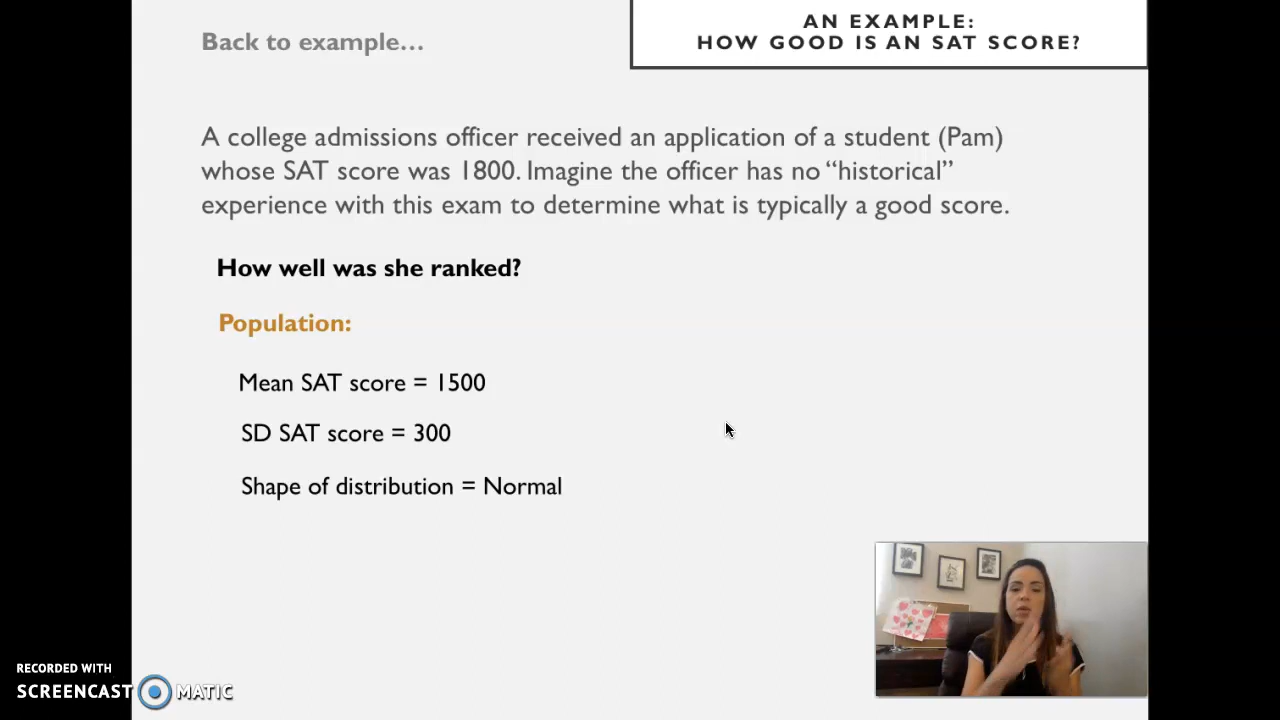 Back to example…
AN EXAMPLE:
HOW GOOD IS AN SAT SCORE?
A college admissions officer received an application of a student (Pam)
whose SAT score was 1800. Imagine the officer has no “historical”
experience with this exam to determine what is typically a good score.
How well was she ranked?
Population:
Mean SAT score = 1500
SD SAT score = 300
Shape of distribution = Normal
RECORDED WITH
SCREENCAST MATIC